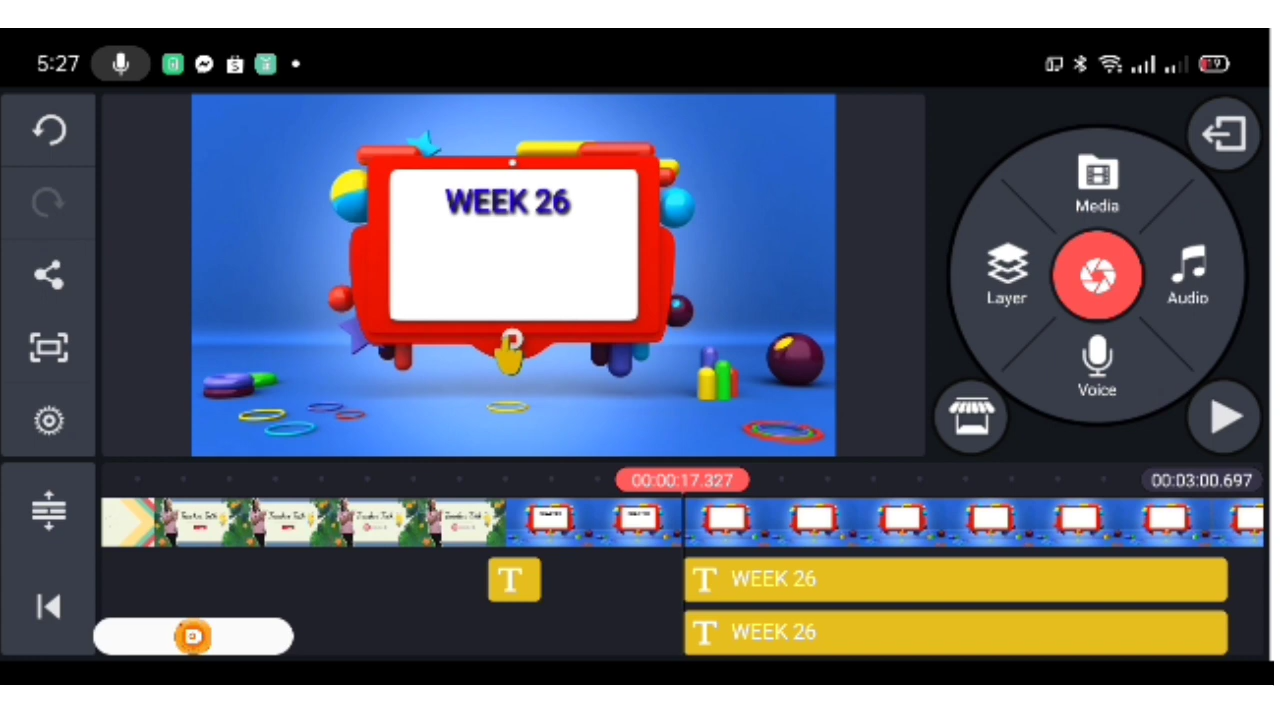 5:27
19
WEEK 26
Media
Layer
Audio
Voice
00:00:17.327
00:03:00.697
T
T WEEK 26
T WEEK 26